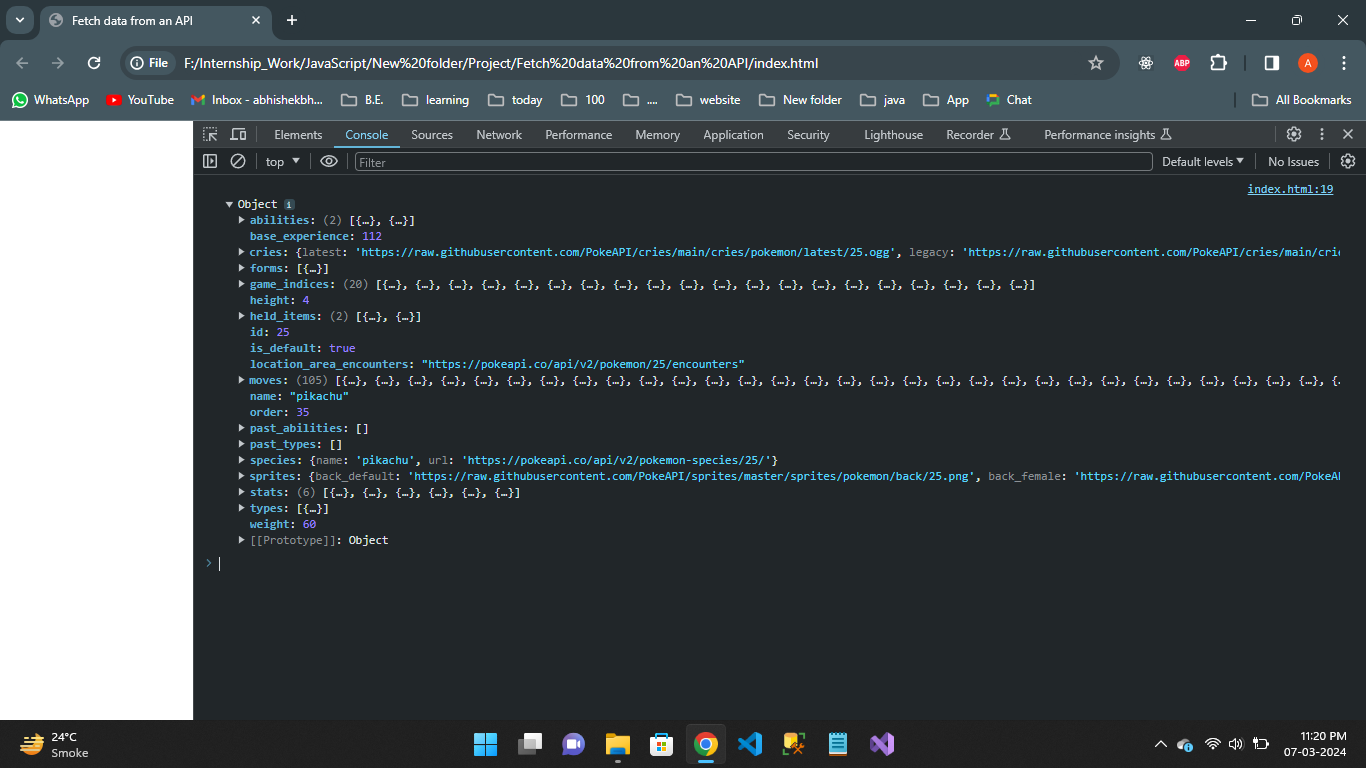 Fetch data from an API
File F:/Internship_Work/JavaScript/New%20folder/Project/Fetch%20data%20from%20an%20API/index.html ABP A
WhatsApp YouTube Inbox - abhishekbh... B.E. learning today 100 .... website New folder java App Chat All Bookmarks
Elements Console Sources Network Performance Memory Application Security Lighthouse Recorder Performance insights
top Filter Default levels No Issues
index.html:19
Object i
abilities: (2) [{…}, {…}]
base_experience: 112
cries: {latest: 'https://raw.githubusercontent.com/PokeAPI/cries/main/cries/pokemon/latest/25.ogg', legacy: 'https://raw.githubusercontent.com/PokeAPI/cries/main/crie
forms: [{…}]
game_indices: (20) [{…}, {…}, {…}, {…}, {…}, {…}, {…}, {…}, {…}, {…}, {…}, {…}, {…}, {…}, {…}, {…}, {…}, {…}, {…}, {…}]
height: 4
held_items: (2) [{…}, {…}]
id: 25
is_default: true
location_area_encounters: "https://pokeapi.co/api/v2/pokemon/25/encounters"
moves: (105) [{…}, {…}, {…}, {…}, {…}, {…}, {…}, {…}, {…}, {…}, {…}, {…}, {…}, {…}, {…}, {…}, {…}, {…}, {…}, {…}, {…}, {…}, {…}, {…}, {…}, {…}, {…}, {…}, {…}, {…}, {…
name: "pikachu"
order: 35
past_abilities: []
past_types: []
species: {name: 'pikachu', url: 'https://pokeapi.co/api/v2/pokemon-species/25/'}
sprites: {back_default: 'https://raw.githubusercontent.com/PokeAPI/sprites/master/sprites/pokemon/back/25.png', back_female: 'https://raw.githubusercontent.com/PokeAI
stats: (6) [{…}, {…}, {…}, {…}, {…}, {…}]
types: [{…}]
weight: 60
[[Prototype]]: Object
24°C
Smoke
11:20 PM
07-03-2024